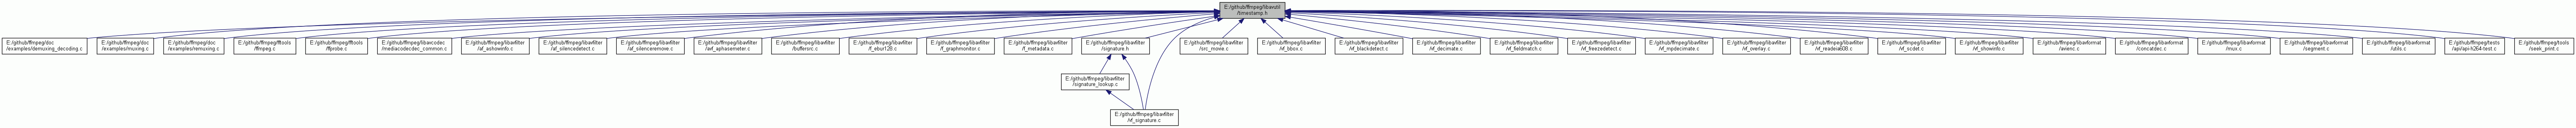 E:/github/ffmpeg/libavutil
/timestamp.h
E:/github/ffmpeg/doc
/examples/demuxing_decoding.c
E:/github/ffmpeg/doc
/examples/muxing.c
E:/github/ffmpeg/doc
/examples/remuxing.c
E:/github/ffmpeg/fftools
/ffmpeg.c
E:/github/ffmpeg/fftools
/ffprobe.c
E:/github/ffmpeg/libavcodec
/mediacodecdec_common.c
E:/github/ffmpeg/libavfilter
/af_ashowinfo.c
E:/github/ffmpeg/libavfilter
/af_silencedetect.c
E:/github/ffmpeg/libavfilter
/af_silenceremove.c
E:/github/ffmpeg/libavfilter
/avf_aphasemeter.c
E:/github/ffmpeg/libavfilter
/buffersrc.c
E:/github/ffmpeg/libavfilter
/f_ebur128.c
E:/github/ffmpeg/libavfilter
/f_graphmonitor.c
E:/github/ffmpeg/libavfilter
/f_metadata.c
E:/github/ffmpeg/libavfilter
/signature.h
E:/github/ffmpeg/libavfilter
/src_movie.c
E:/github/ffmpeg/libavfilter
/vf_bbox.c
E:/github/ffmpeg/libavfilter
/vf_blackdetect.c
E:/github/ffmpeg/libavfilter
/vf_decimate.c
E:/github/ffmpeg/libavfilter
/vf_fieldmatch.c
E:/github/ffmpeg/libavfilter
/vf_freezedetect.c
E:/github/ffmpeg/libavfilter
/vf_mpdecimate.c
E:/github/ffmpeg/libavfilter
/vf_overlay.c
E:/github/ffmpeg/libavfilter
/vf_readeia608.c
E:/github/ffmpeg/libavfilter
/vf_scdet.c
E:/github/ffmpeg/libavfilter
/vf_showinfo.c
E:/github/ffmpeg/libavformat
/avienc.c
E:/github/ffmpeg/libavformat
/concatdec.c
E:/github/ffmpeg/libavformat
/mux.c
E:/github/ffmpeg/libavformat
/segment.c
E:/github/ffmpeg/libavformat
/utils.c
E:/github/ffmpeg/tests
/api/api-h264-test.c
E:/github/ffmpeg/tools
/seek_print.c
E:/github/ffmpeg/libavfilter
/signature_lookup.c
E:/github/ffmpeg/libavfilter
/vf_signature.c